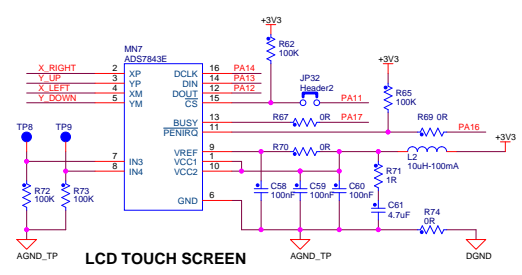 +3V3
MN7
ADS7843E
R62
100K
+3V3
X_RIGHT 2 XP DCLK 16 PA14
Y_UP 3 YP DIN 14 PA13
X_LEFT 4 XM DOUT 12 PA12
Y_DOWN 5 YM CS 15
JP32
Header2
PA11
R65
100K
TP8 TP9
BUSY 13 R67 0R PA17
PENIRQ 11 R69 0R PA16
+3V3
7 IN3 VREF 9 R70 0R
8 IN4 VCC1 1
VCC2 10
L2
10uH-100mA
R71
1R
R72
100K
R73
100K
C58
100nF
C59
100nF
C60
100nF
GND 6
C61
4.7uF
R74
0R
AGND_TP AGND_TP DGND
LCD TOUCH SCREEN